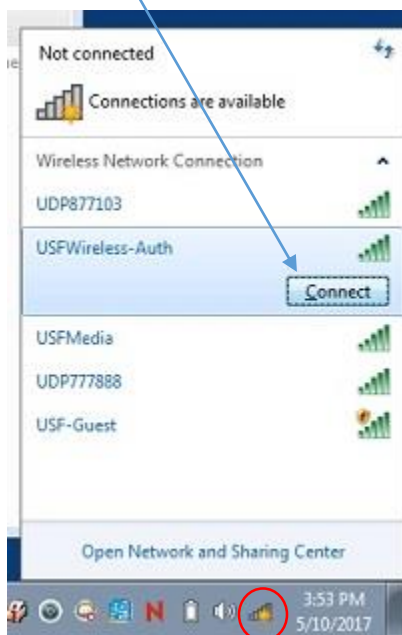 Not connected
Connections are available
Wireless Network Connection
UDP877103
USFWireless-Auth
Connect
USFMedia
UDP777888
USF-Guest
Open Network and Sharing Center
N
3:53 PM
5/10/2017